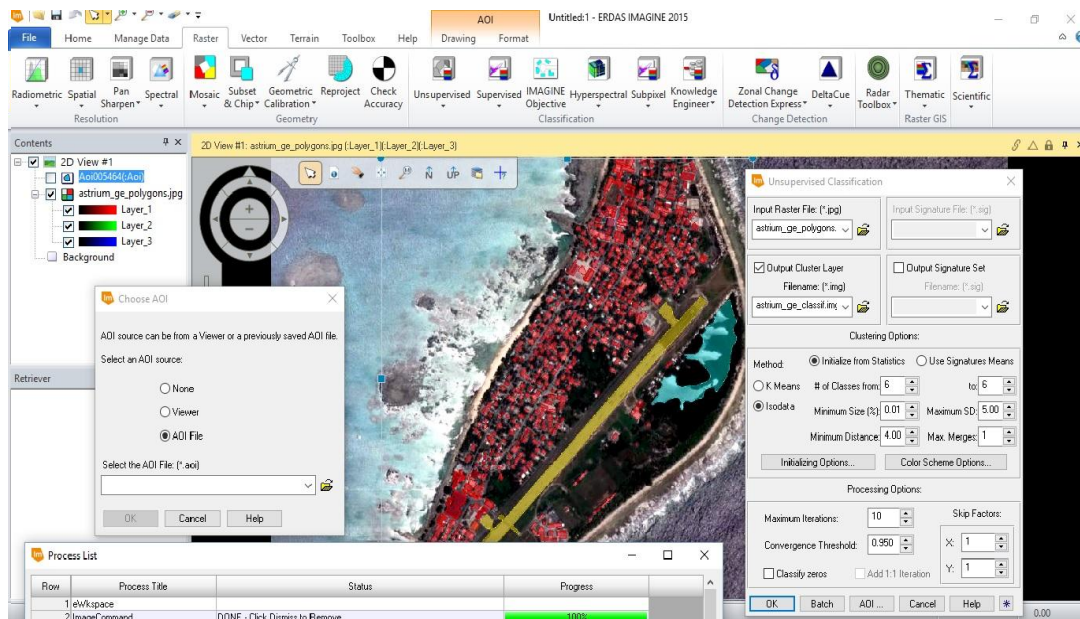 AOI
Untitled:1 - ERDAS IMAGINE 2015
File Home Manage Data Raster Vector Terrain Toolbox Help Drawing Format
Radiometric Spatial Pan Sharpen Spectral Mosaic Subset & Chip Geometric Calibration Reproject Check Accuracy Unsupervised Supervised IMAGINE Objective Hyperspectral Subpixel Knowledge Engineer Zonal Change Detection Express DeltaCue Radar Toolbox Thematic Scientific
Resolution Geometry Classification Change Detection Raster GIS
Contents
2D View #1
Aoi005464(:Aoi)
astrium_ge_polygons.jpg
Layer_1
Layer_2
Layer_3
Background
Retriever
2D View #1: astrium_ge_polygons.jpg (:Layer_1)(:Layer_2)(:Layer_3)
UP
Choose AOI
AOI source can be from a Viewer or a previously saved AOI file.
Select an AOI source:
None
Viewer
AOI File
Select the AOI File: (*.aoi)
OK Cancel Help
Unsupervised Classification
Input Raster File: (*.jpg) Input Signature File: (*.sig)
astrium_ge_polygons.
Output Cluster Layer Output Signature Set
Filename: (*.img) Filename: (*.sig)
astrium_ge_classif.img
Clustering Options:
Method: Initialize from Statistics Use Signatures Means
K Means # of Classes from: 6 to: 6
Isodata Minimum Size (%): 0.01 Maximum SD: 5.00
Minimum Distance: 4.00 Max. Merges: 1
Initializing Options... Color Scheme Options...
Processing Options:
Maximum Iterations: 10 Skip Factors:
Convergence Threshold: 0.950 X: 1
Classify zeros Add 1:1 Iteration Y: 1
OK Batch AOI ... Cancel Help
0.00
Process List
Row Process Title Status Progress
1 eWkspace
2 ImageCommand DONE - Click Dismiss to Remove 100%